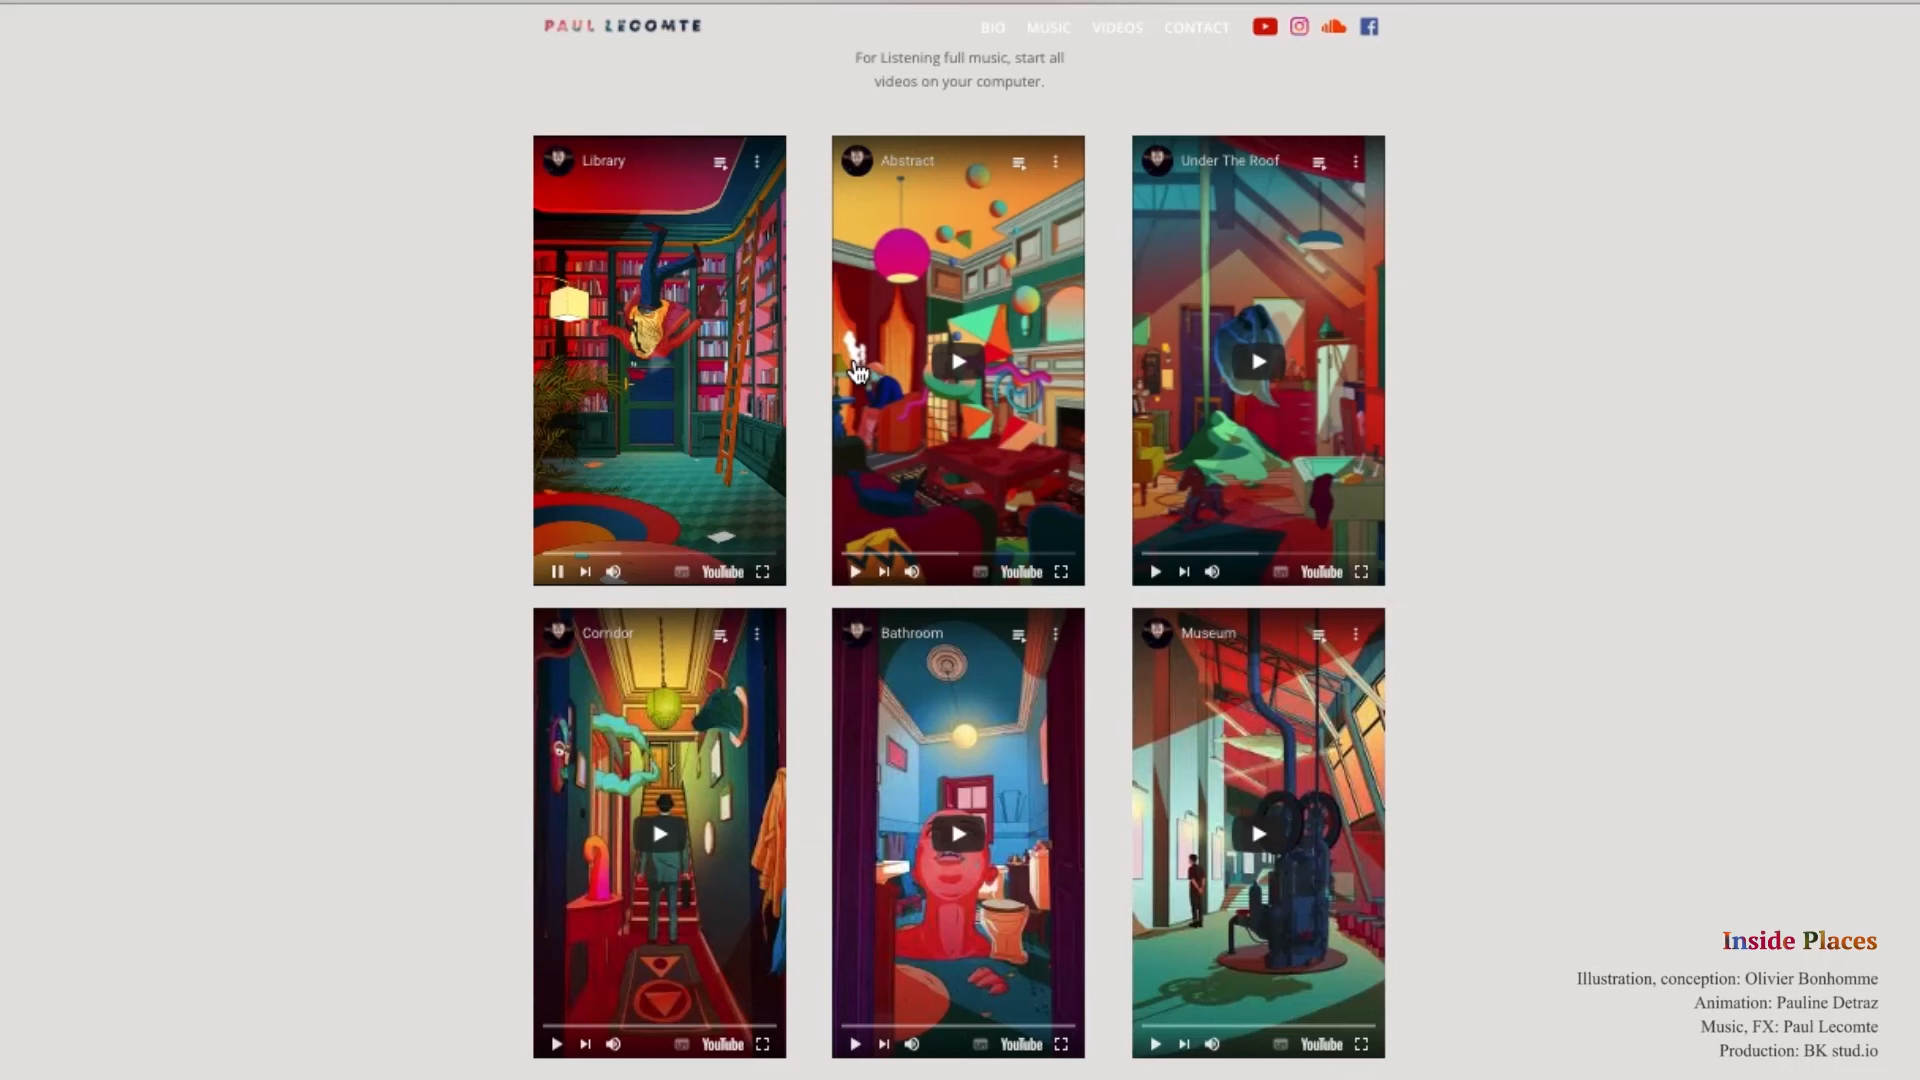 PAUL LECOMTE
BIO MUSIC VIDEOS CONTACT
For Listening full music, start all
videos on your computer.
Library
Abstract
Under The Roof
YouTube
YouTube
YouTube
Corridor
Bathroom
Museum
YouTube
YouTube
YouTube
Inside Places
Illustration, conception: Olivier Bonhomme
Animation: Pauline Detraz
Music, FX: Paul Lecomte
Production: BK stud.io